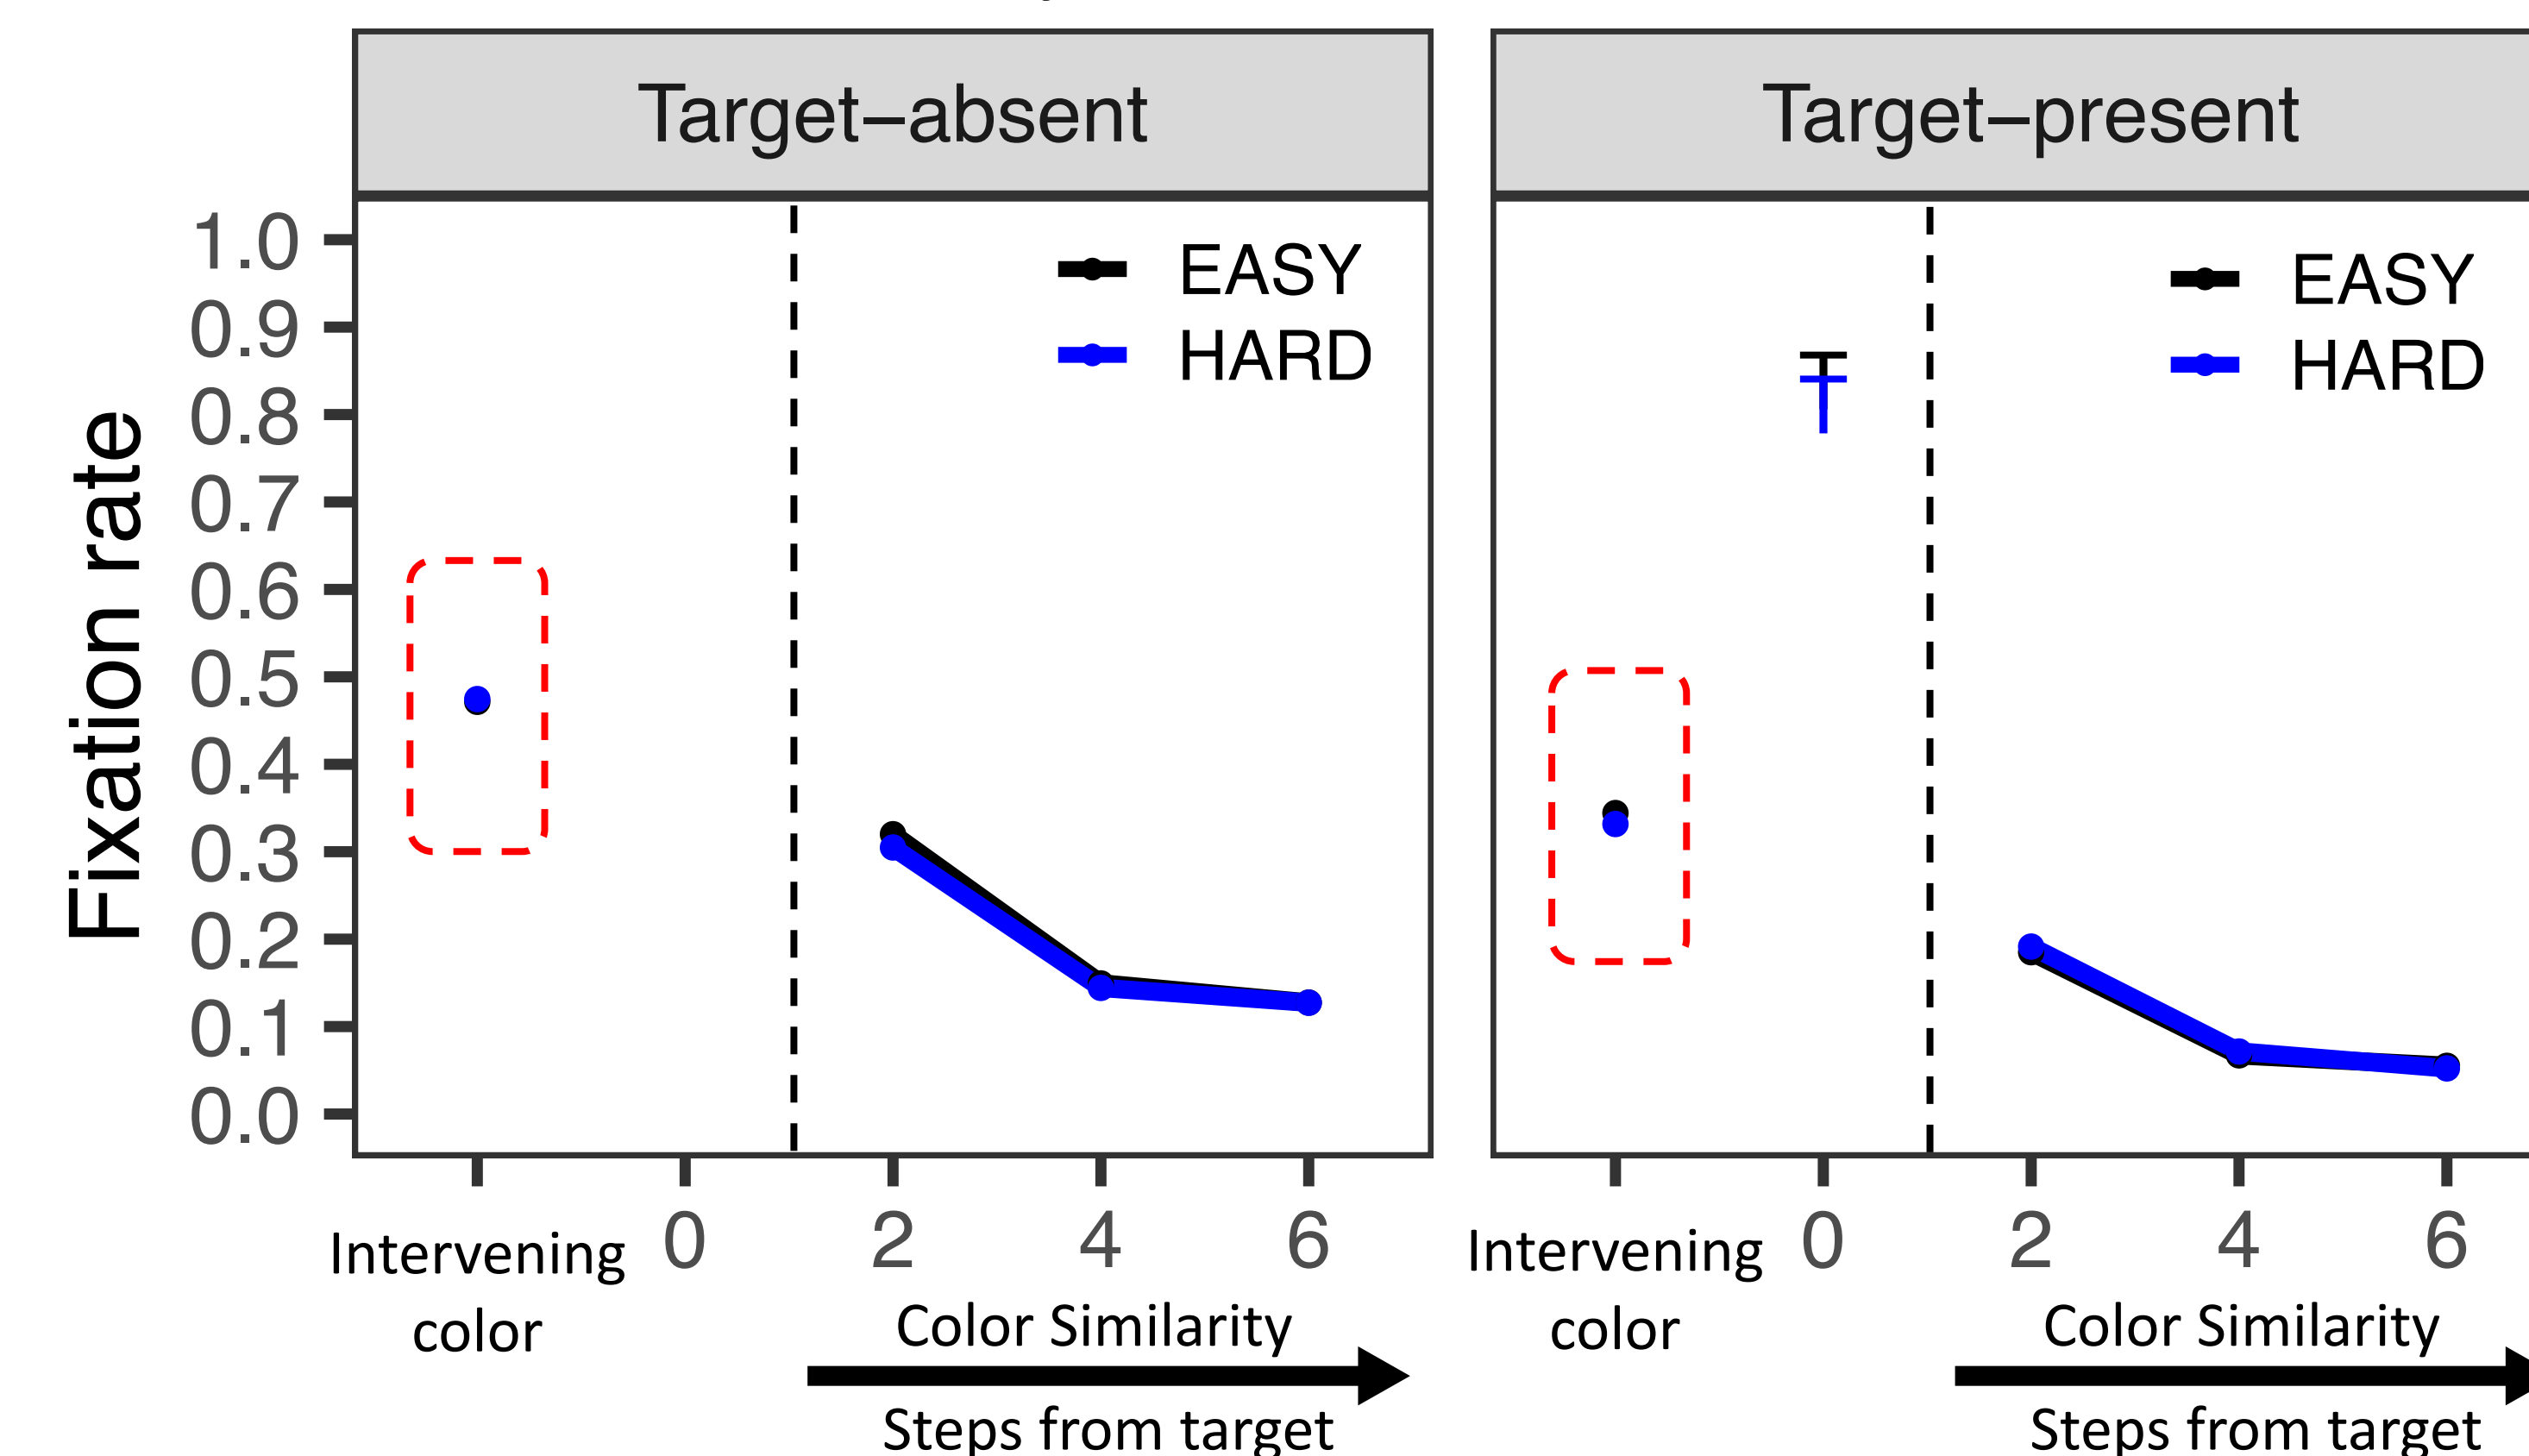 Target–absent
Target–present
EASY
HARD
EASY
HARD
Fixation rate
1.0
0.9
0.8
0.7
0.6
0.5
0.4
0.3
0.2
0.1
0.0
Intervening color
0 2 4 6
Intervening color
0 2 4 6
Color Similarity
Steps from target
Color Similarity
Steps from target